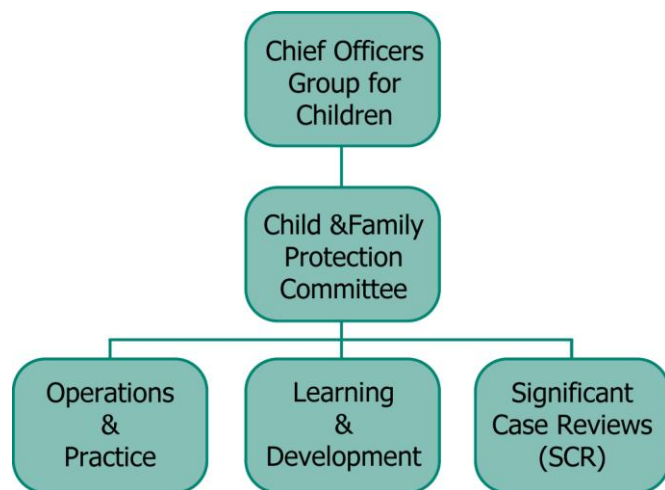 Chief Officers
Group for
Children
Child &Family
Protection
Committee
Operations
&
Practice
Learning
&
Development
Significant
Case Reviews
(SCR)